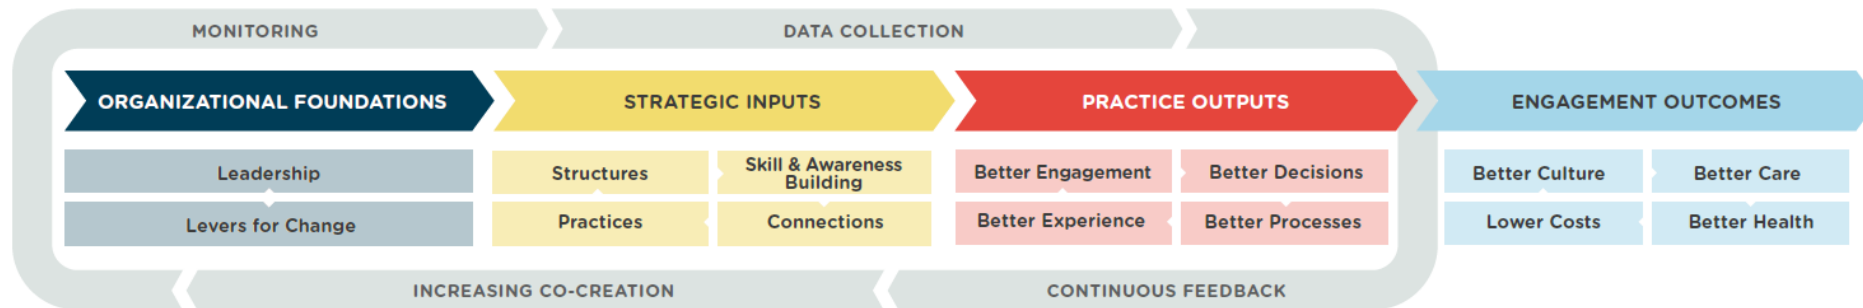 MONITORING
DATA COLLECTION
ORGANIZATIONAL FOUNDATIONS
STRATEGIC INPUTS
PRACTICE OUTPUTS
ENGAGEMENT OUTCOMES
Leadership
Levers for Change
Structures
Skill & Awareness
Building
Practices
Connections
Better Engagement
Better Decisions
Better Experience
Better Processes
Better Culture
Better Care
Lower Costs
Better Health
INCREASING CO-CREATION
CONTINUOUS FEEDBACK